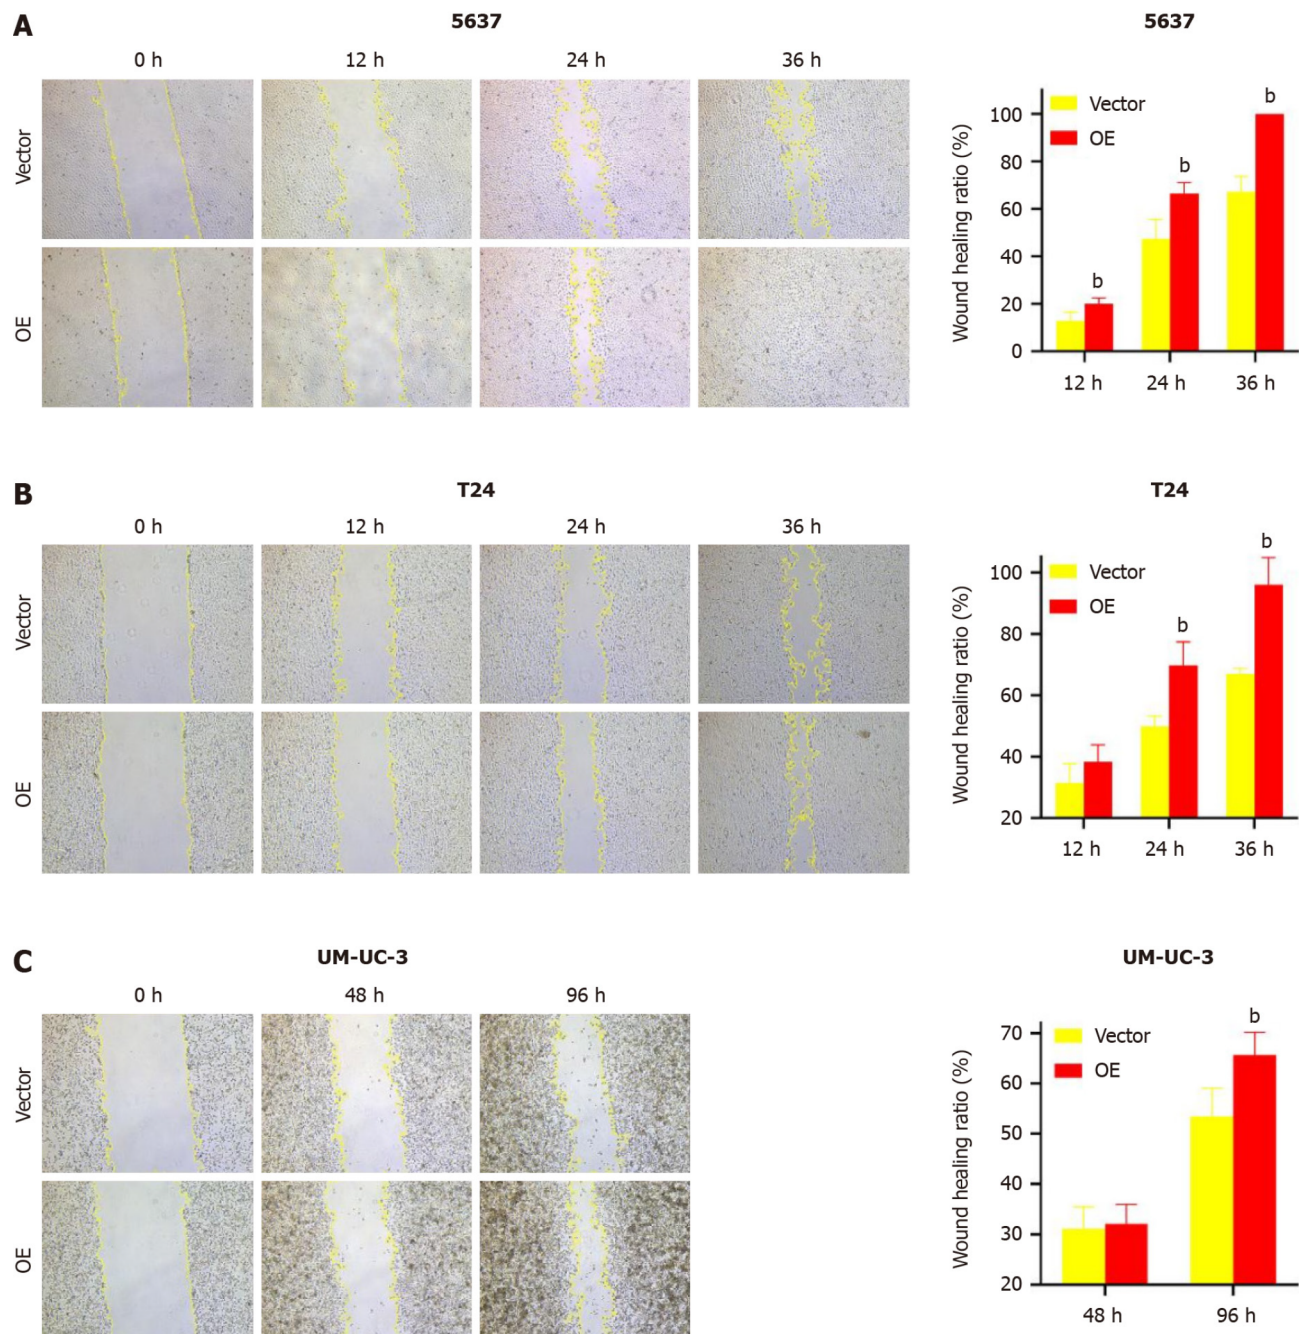 A
5637
0 h 12 h 24 h 36 h
Vector
OE
5637
Wound healing ratio (%)
100
80
60
40
20
0
Vector
OE
b
b
b
12 h 24 h 36 h
B
T24
0 h 12 h 24 h 36 h
Vector
OE
T24
Wound healing ratio (%)
100
80
60
40
20
Vector
OE
b
b
12 h 24 h 36 h
C
UM-UC-3
0 h 48 h 96 h
Vector
OE
UM-UC-3
Wound healing ratio (%)
70
60
50
40
30
20
Vector
OE
b
48 h 96 h